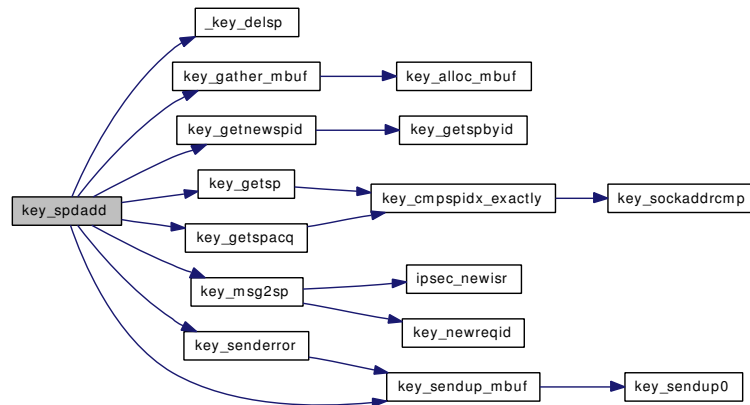 _key_delsp
key_gather_mbuf
key_alloc_mbuf
key_getnewspid
key_getspbyid
key_getsp
key_cmpspidx_exactly
key_sockaddrcmp
key_spdadd
key_getspacq
key_msg2sp
ipsec_newisr
key_newreqid
key_senderror
key_sendup_mbuf
key_sendup0